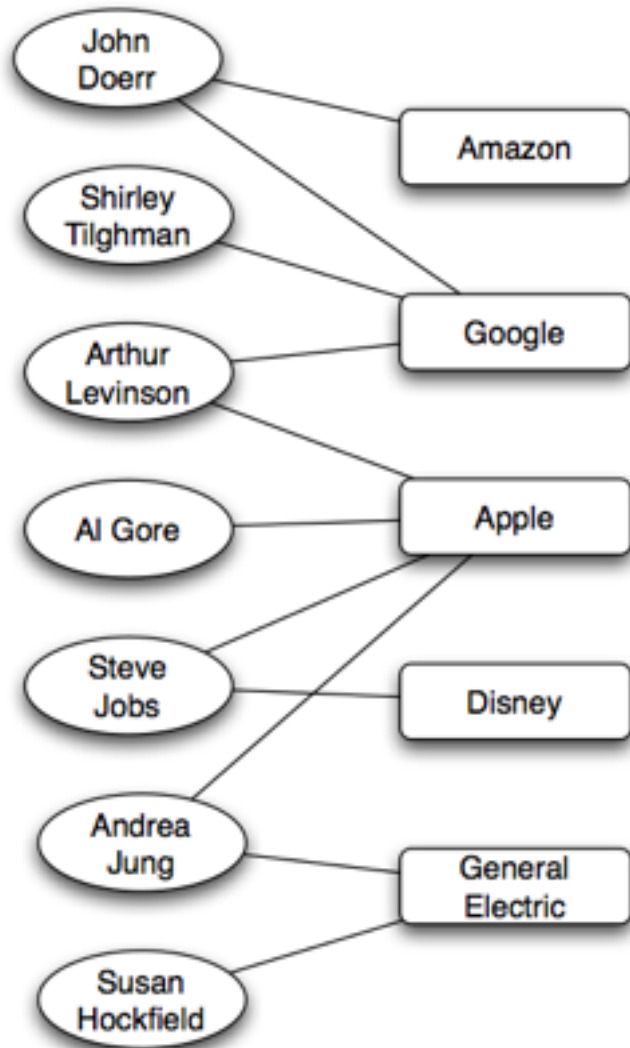 John
Doerr
Amazon
Shirley
Tilghman
Google
Arthur
Levinson
Al Gore
Apple
Steve
Jobs
Disney
Andrea
Jung
General
Electric
Susan
Hockfield